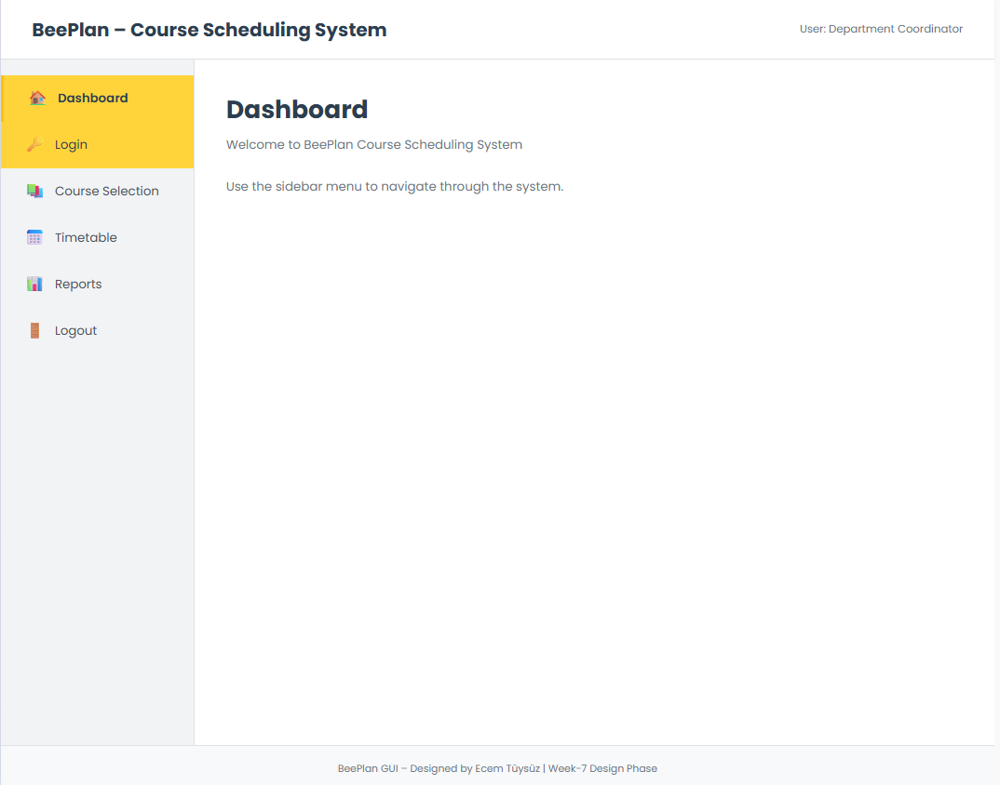 BeePlan – Course Scheduling System
User: Department Coordinator
Dashboard
Login
Course Selection
Timetable
Reports
Logout
Dashboard
Welcome to BeePlan Course Scheduling System
Use the sidebar menu to navigate through the system.
BeePlan GUI – Designed by Ecem Tüysüz | Week-7 Design Phase